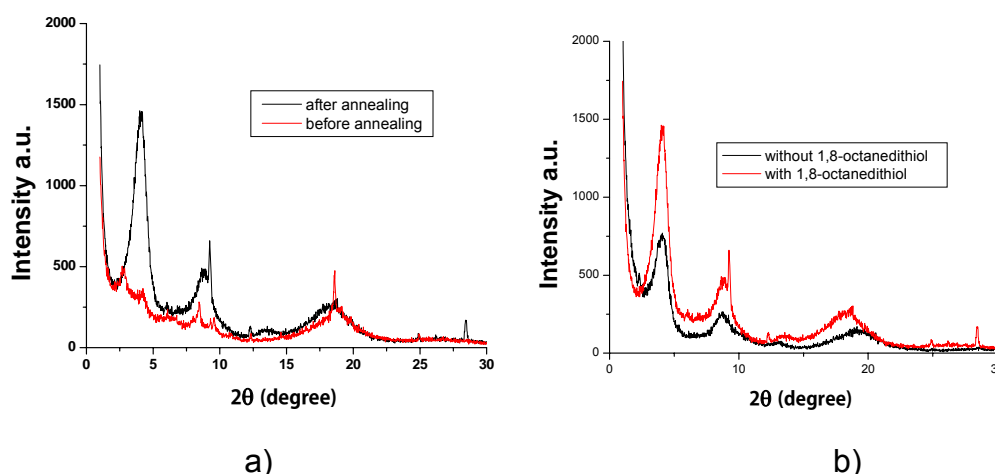 2000
1500
1000
500
0
Intensity a.u.
after annealing
before annealing
0 5 10 15 20 25 30
2θ (degree)
a)
2000
1500
1000
500
0
Intensity a.u.
without 1,8-octanedithiol
with 1,8-octanedithiol
0 10 20 3
2θ (degree)
b)